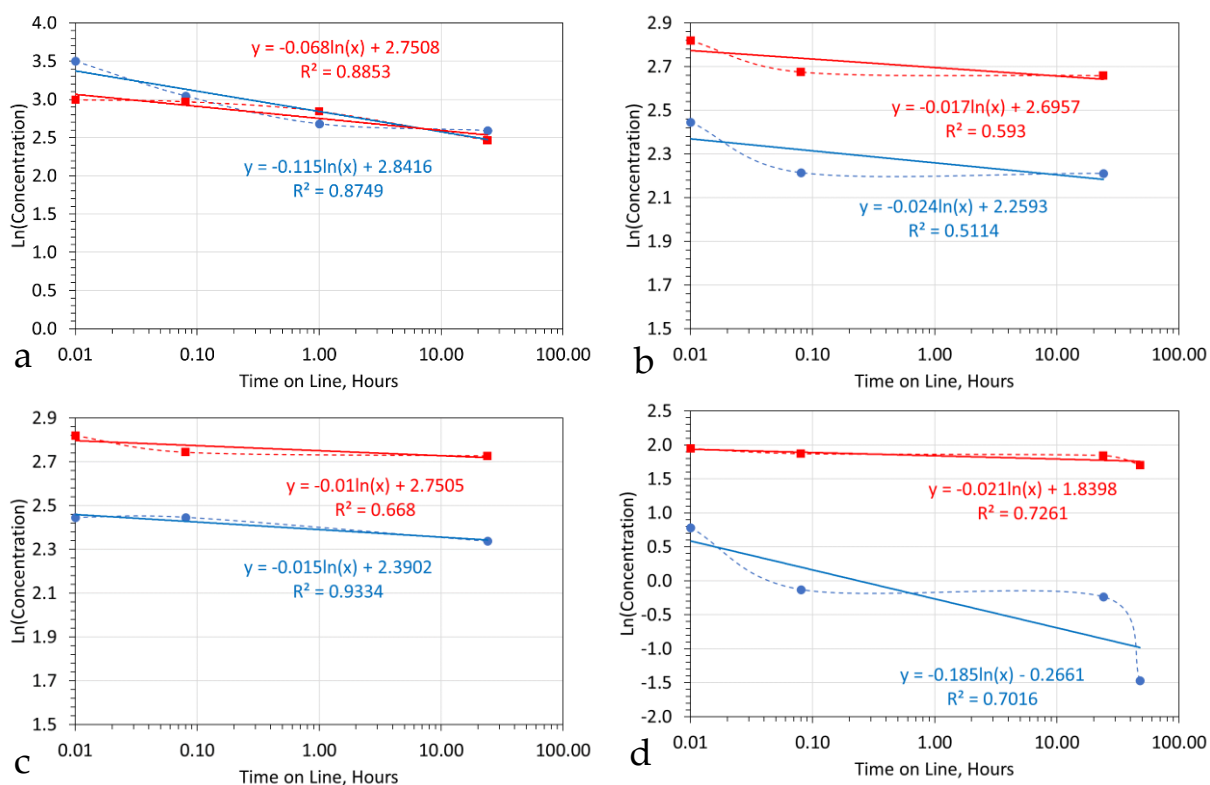 4.0
3.5
3.0
2.5
2.0
1.5
1.0
0.5
0.0
Ln(Concentration)
y = -0.068ln(x) + 2.7508
R² = 0.8853
y = -0.115ln(x) + 2.8416
R² = 0.8749
0.01 0.10 1.00 10.00 100.00
Time on Line, Hours
a
2.9
2.7
2.5
2.3
2.1
1.9
1.7
1.5
Ln(Concentration)
y = -0.017ln(x) + 2.6957
R² = 0.593
y = -0.024ln(x) + 2.2593
R² = 0.5114
0.01 0.10 1.00 10.00 100.00
Time on Line, Hours
b
2.9
2.7
2.5
2.3
2.1
1.9
1.7
1.5
Ln(Concentration)
y = -0.01ln(x) + 2.7505
R² = 0.668
y = -0.015ln(x) + 2.3902
R² = 0.9334
0.01 0.10 1.00 10.00 100.00
Time on Line, Hours
c
2.5
2.0
1.5
1.0
0.5
0.0
-0.5
-1.0
-1.5
-2.0
Ln(Concentration)
y = -0.021ln(x) + 1.8398
R² = 0.7261
y = -0.185ln(x) - 0.2661
R² = 0.7016
0.01 0.10 1.00 10.00 100.00
Time on Line, Hours
d